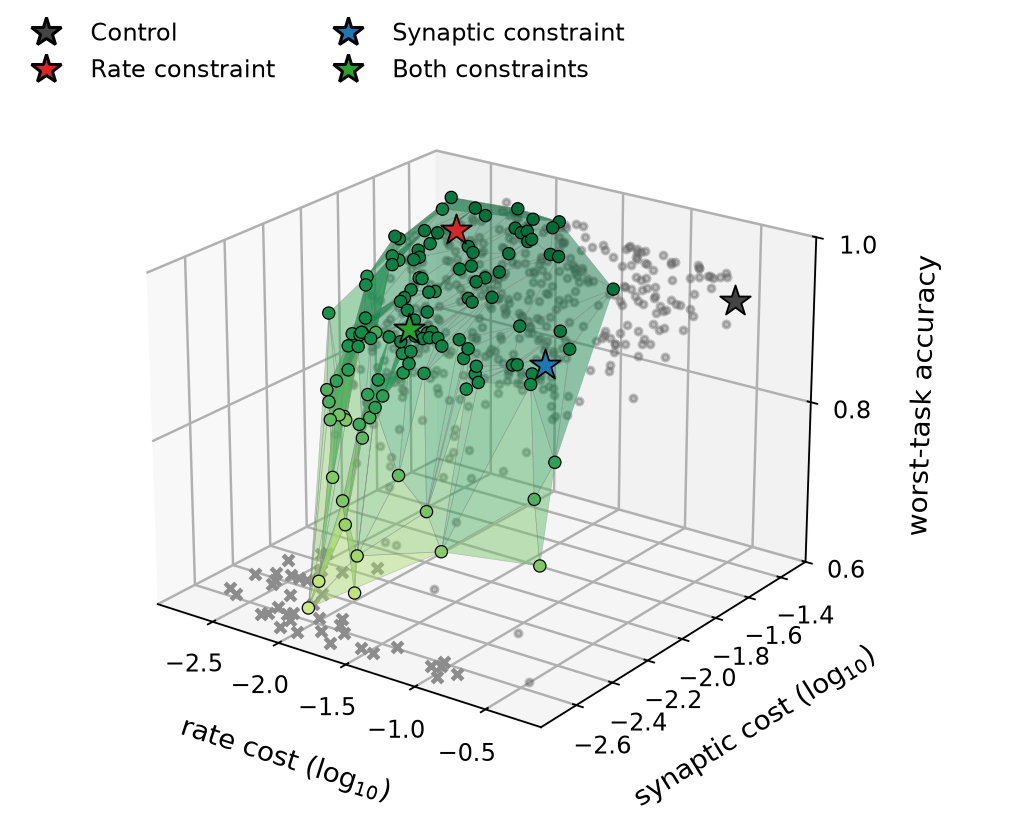 Control
Rate constraint
Synaptic constraint
Both constraints
1.0
0.8
0.6
worst-task accuracy
−2.5
−2.0
−1.5
−1.0
−0.5
rate cost (log₁₀)
−1.4
−1.6
−1.8
−2.0
−2.2
−2.4
−2.6
synaptic cost (log₁₀)